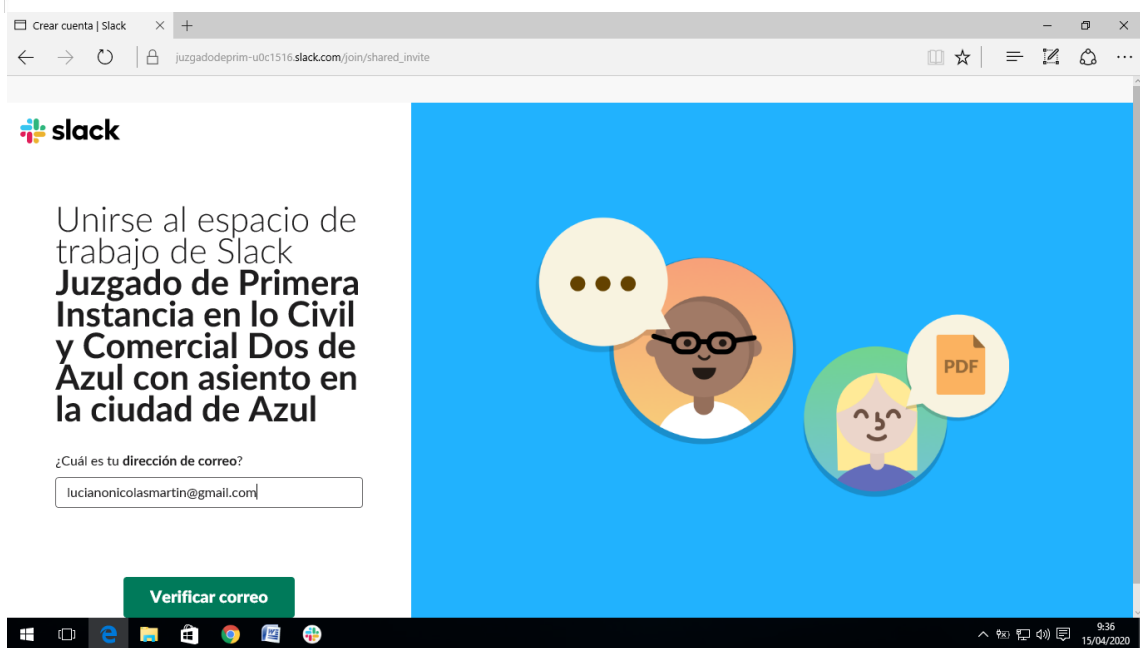 Crear cuenta | Slack
juzgadodeprim-u0c1516.slack.com/join/shared_invite
slack
Unirse al espacio de
trabajo de Slack
Juzgado de Primera
Instancia en lo Civil
y Comercial Dos de
Azul con asiento en
la ciudad de Azul
¿Cuál es tu dirección de correo?
lucianonicolasmartin@gmail.com
Verificar correo
PDF
9:36
15/04/2020